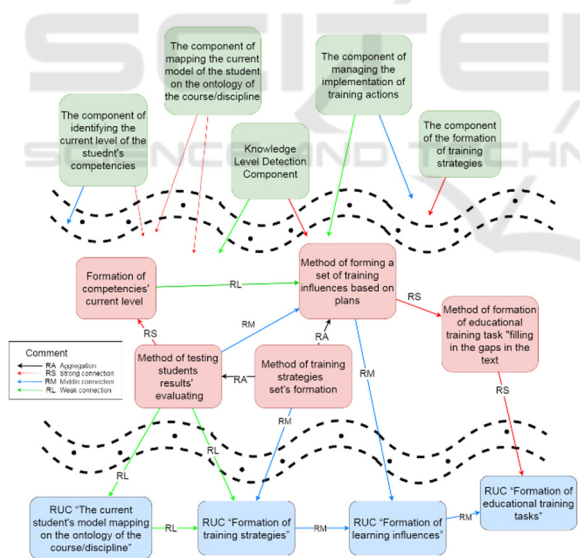 SCITE
SCIENCE AND TECHN
The component of
mapping the current
model of the student
on the ontology of
the course/discipline
The component of
managing the
implementation of
training actions
The component of
identifying the
current level of the
studnt's
competencies
Knowledge
Level Detection
Component
The component
of the formation
of training
strategies
Formation of
competencies'
current level
RL
Method of forming a
set of training
influences based on
plans
RS
Method of formation
of educational
training task "filling
in the gaps in the
text
RM
RS
RA
Comment
RA Aggregation
RS Strong connection
RM Middle connection
RL Weak connection
Method of testing
students
results'
evaluating
RA
Method of training
strategies
set's formation
RM
RS
RM
RL
RL
RUC “The current
student's model mapping
on the ontology of the
course/discipline”
RL
RUC “Formation of
training strategies”
RM
RUC “Formation of
learning influences”
RM
RUC “Formation of
educational training
tasks”